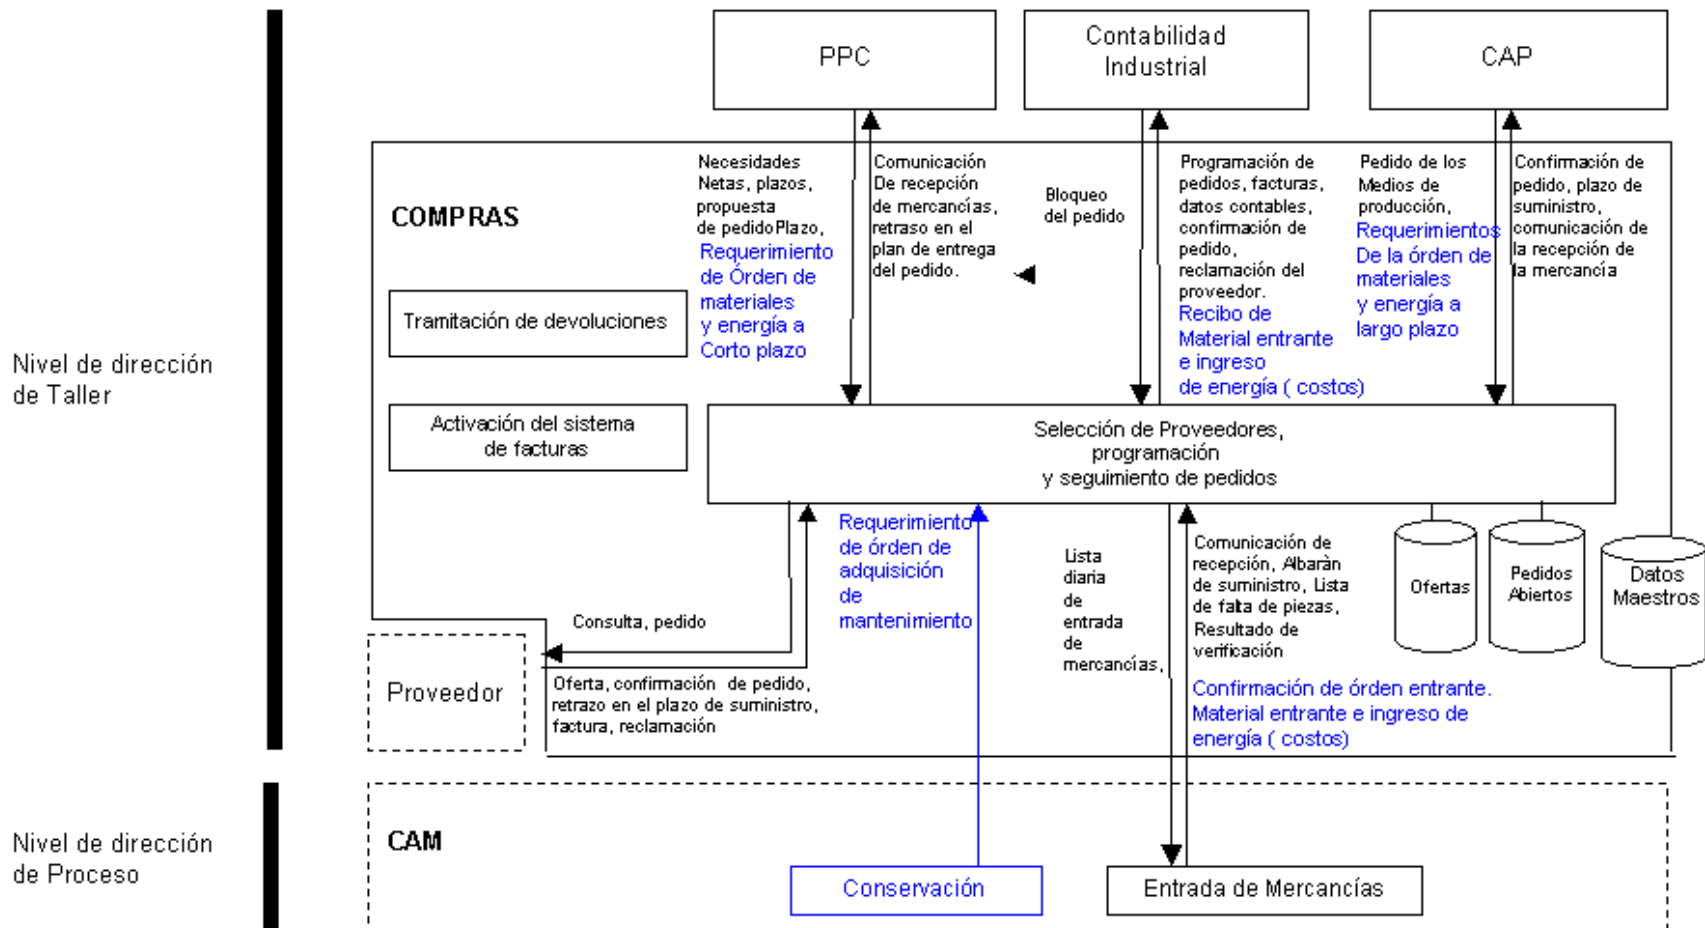 PPC
Contabilidad
Industrial
CAP
COMPRAS
Necesidades
Netas, plazos,
propuesta
de pedidoPlazo,
Requerimiento
de Órden de
materiales
y energía a
Corto plazo
Comunicación
De recepción
de mercancías,
retraso en el
plan de entrega
del pedido.
Bloqueo
del pedido
Programación de
pedidos, facturas,
datos contables,
confirmación de
pedido,
reclamación del
proveedor.
Recibo de
Material entrante
e ingreso
de energía ( costos)
Pedido de los
Medios de
producción,
Requerimientos
De la órden de
materiales
y energía a
largo plazo
Confirmación de
pedido, plazo de
suministro,
comunicación de
la recepción de
la mercancía
Tramitación de devoluciones
Nivel de dirección
de Taller
Activación del sistema
de facturas
Selección de Proveedores,
programación
y seguimiento de pedidos
Requerimiento
de órden de
adquisición
de
mantenimiento
Lista
diaria
de
entrada
de
mercancías,
Comunicación de
recepción, Albaràn
de suministro, Lista
de falta de piezas,
Resultado de
verificación
Confirmación de órden entrante.
Material entrante e ingreso de
energía ( costos)
Ofertas
Pedidos
Abiertos
Datos
Maestros
Consulta, pedido
Proveedor
Oferta, confirmación de pedido,
retrazo en el plazo de suministro,
factura, reclamación
Nivel de dirección
de Proceso
CAM
Conservación
Entrada de Mercancías